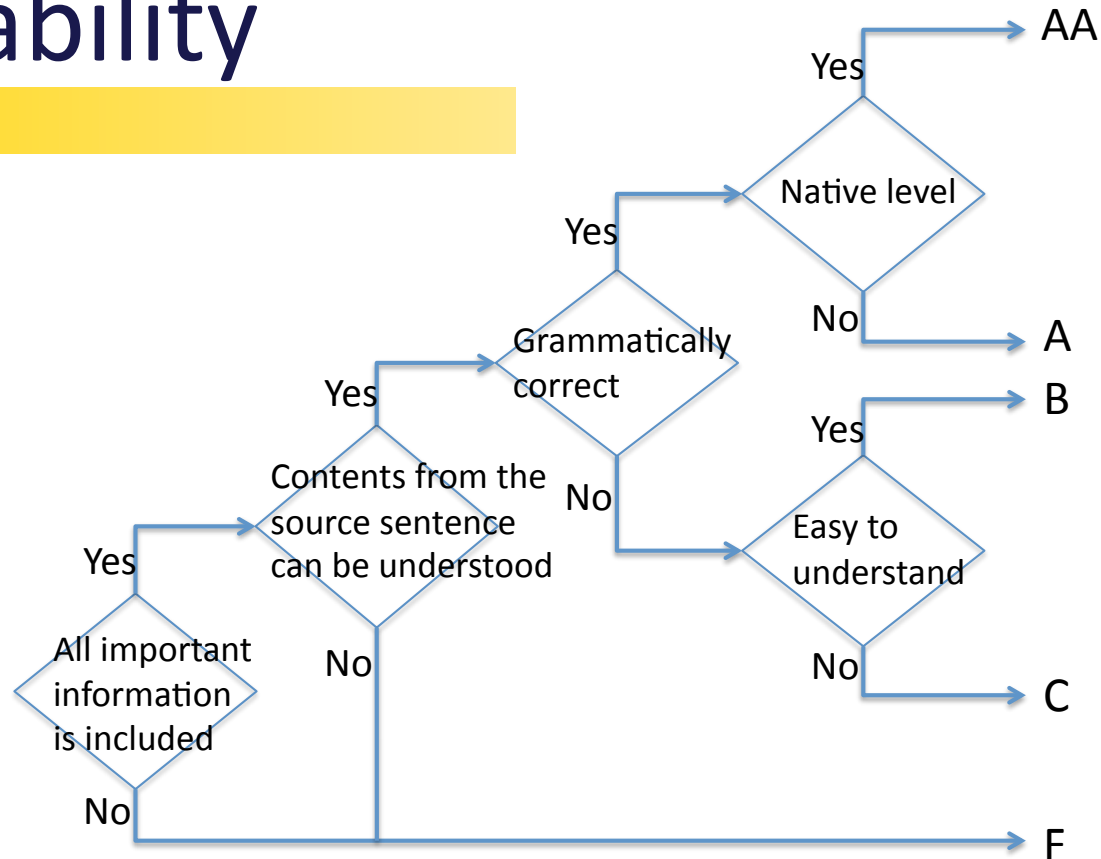 ability
AA
Yes
Native level
Yes
No
A
Grammatically
correct
B
Yes
Yes
Contents from the
source sentence
can be understood
No
Easy to
understand
Yes
All important
information
is included
No
No
C
No
F